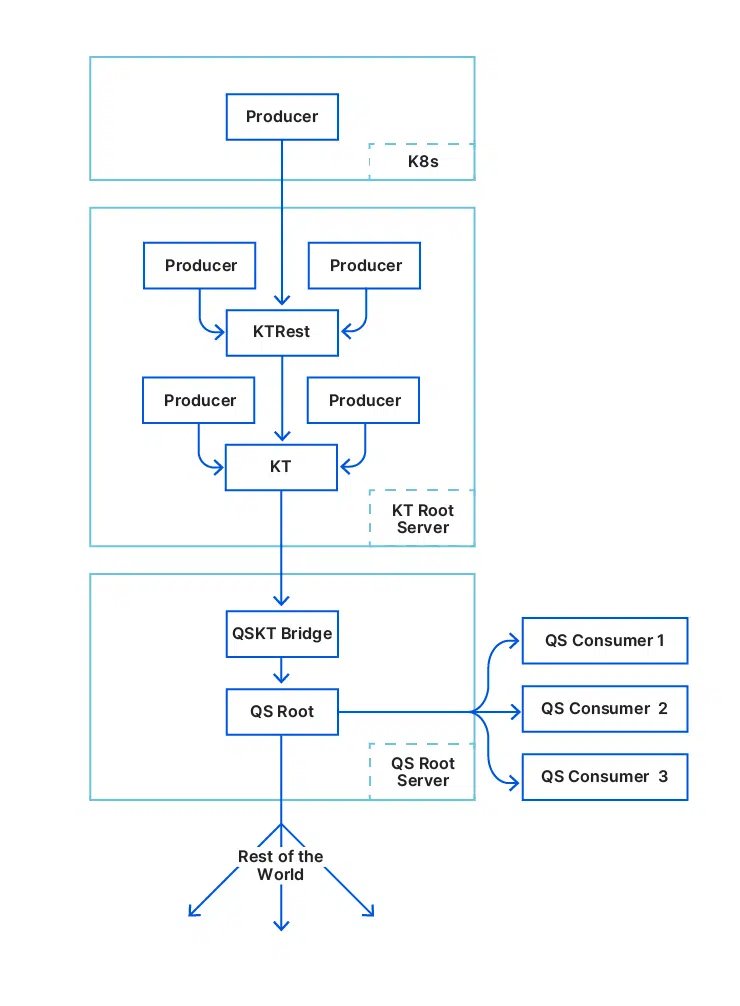 Producer
K8s
Producer
Producer
KTRest
Producer
Producer
KT
KT Root
Server
QSKT Bridge
QS Root
QS Consumer 1
QS Consumer 2
QS Consumer 3
QS Root
Server
Rest of the
World